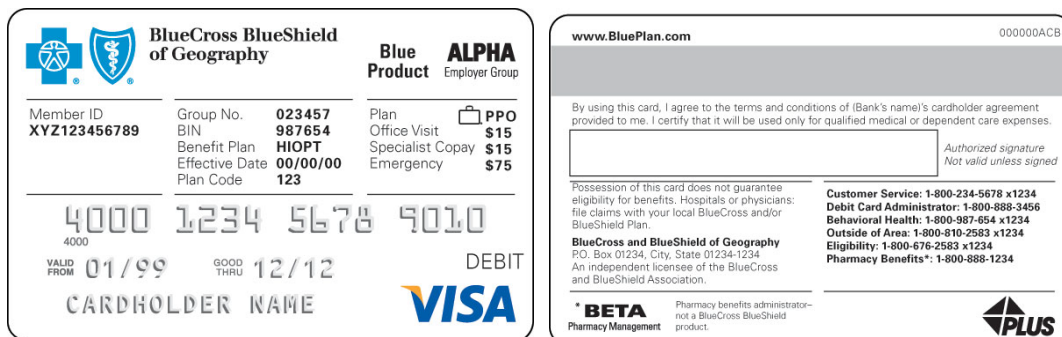 BlueCross BlueShield
of Geography
Blue
Product
ALPHA
Employer Group
Member ID
XYZ123456789
Group No. 023457
BIN 987654
Benefit Plan HIOPT
Effective Date 00/00/00
Plan Code 123
Plan PPO
Office Visit $15
Specialist Copay $15
Emergency $75
4000 1234 5678 9010
4000
VALID FROM 01/99 GOOD THRU 12/12 DEBIT
CARDHOLDER NAME
VISA
www.BluePlan.com 000000ACB
By using this card, I agree to the terms and conditions of (Bank's name)'s cardholder agreement
provided to me. I certify that it will be used only for qualified medical or dependent care expenses.
Authorized signature
Not valid unless signed
Possession of this card does not guarantee
eligibility for benefits. Hospitals or physicians:
file claims with your local BlueCross and/or
BlueShield Plan.
BlueCross and BlueShield of Geography
P.O. Box 01234, City, State 01234-1234
An independent licensee of the BlueCross
and BlueShield Association.
Customer Service: 1-800-234-5678 x1234
Debit Card Administrator: 1-800-888-3456
Behavioral Health: 1-800-987-654 x1234
Outside of Area: 1-800-810-2583 x1234
Eligibility: 1-800-676-2583 x1234
Pharmacy Benefits*: 1-800-888-1234
* BETA
Pharmacy Management
Pharmacy benefits administrator–
not a BlueCross BlueShield
product.
PLUS